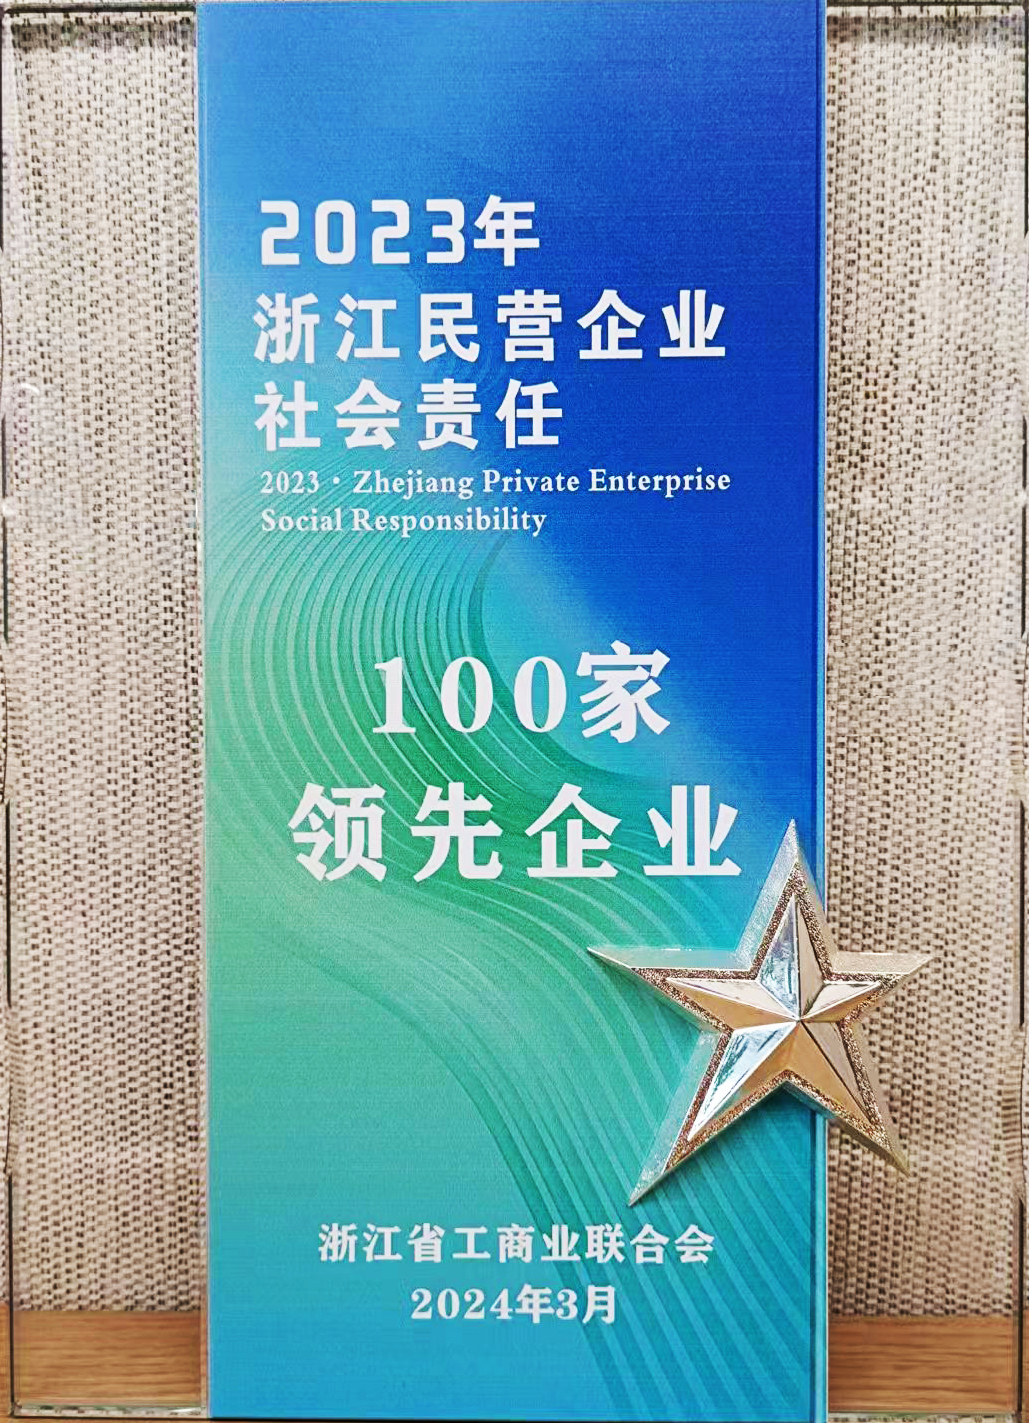 2023年
浙江民营企业
社会责任
2023·Zhejiang Private Enterprise
Social Responsibility
100家
领先企业
浙江省工商业联合会
2024年3月